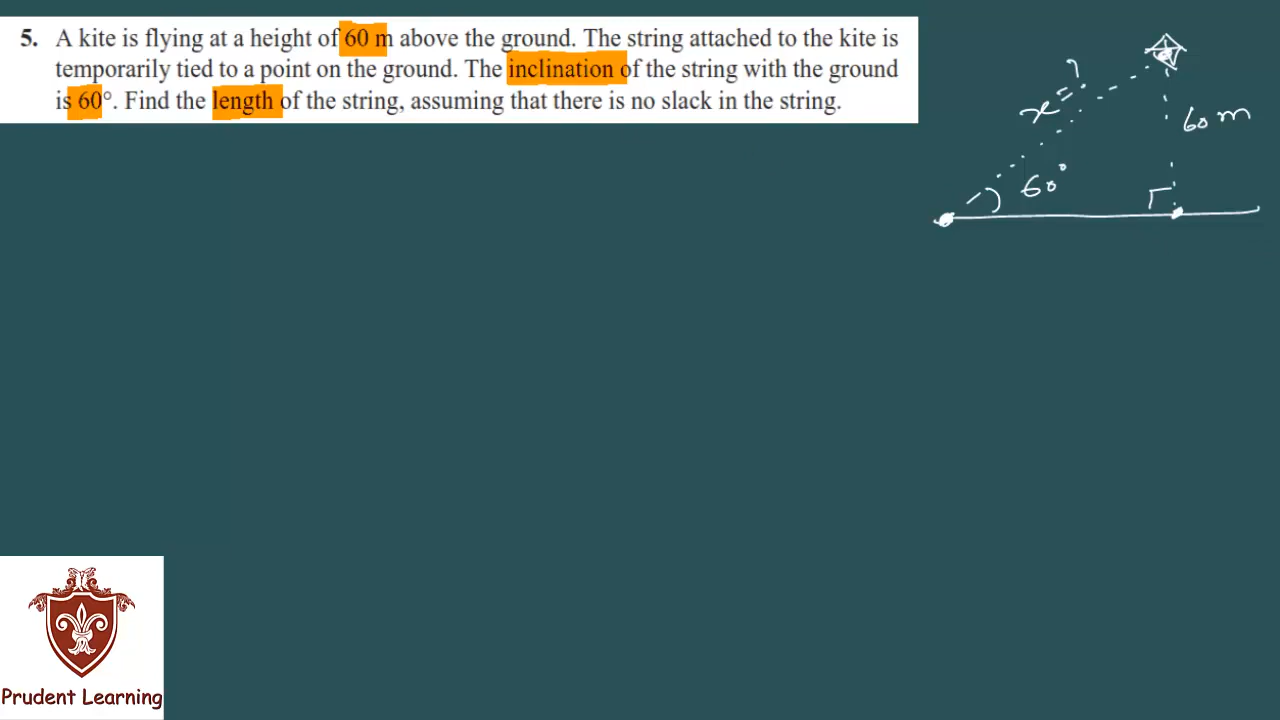 5. A kite is flying at a height of 60 m above the ground. The string attached to the kite is
temporarily tied to a point on the ground. The inclination of the string with the ground
is 60°. Find the length of the string, assuming that there is no slack in the string.
x = ?
60 m
60°
Prudent Learning